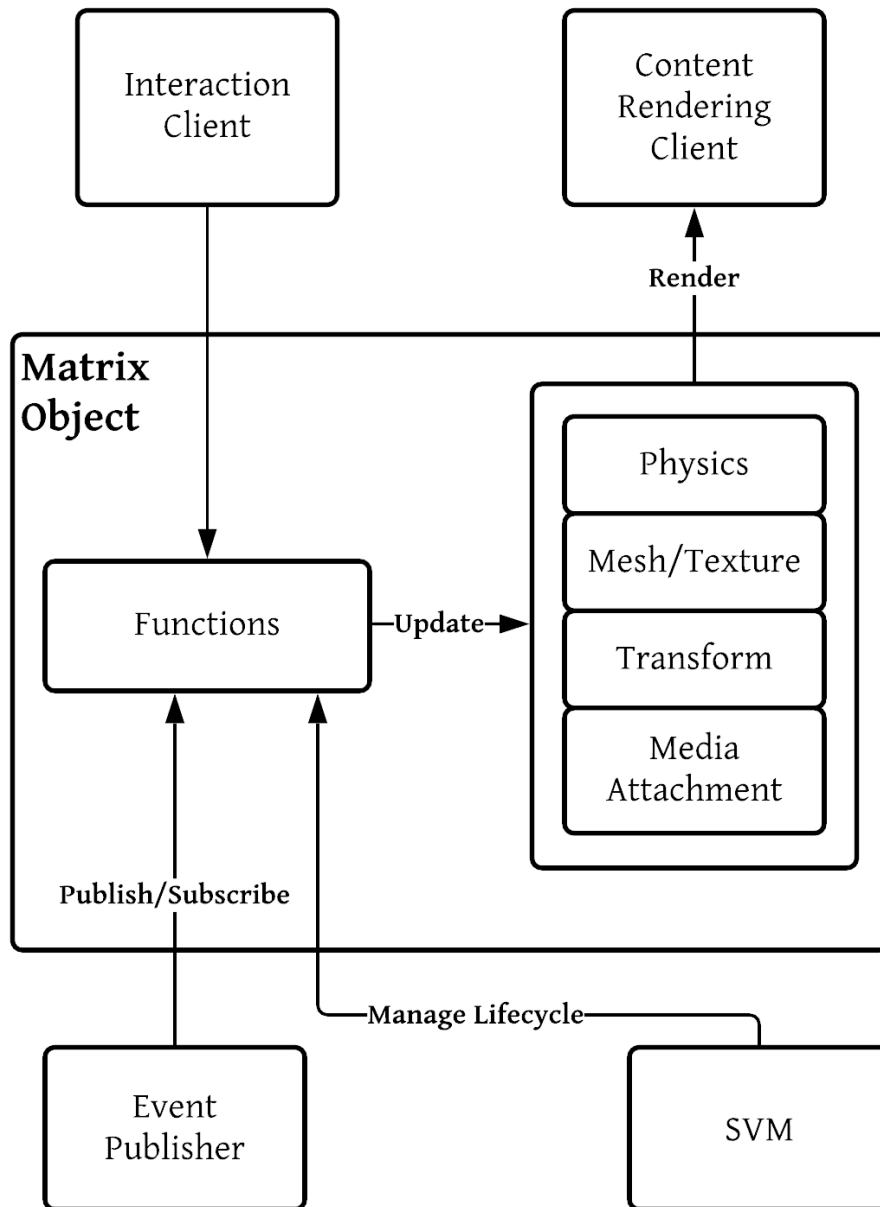 Interaction
Client
Content
Rendering
Client
Render
Matrix
Object
Physics
Mesh/Texture
Functions
Update
Transform
Media
Attachment
Publish/Subscribe
Manage Lifecycle
Event
Publisher
SVM